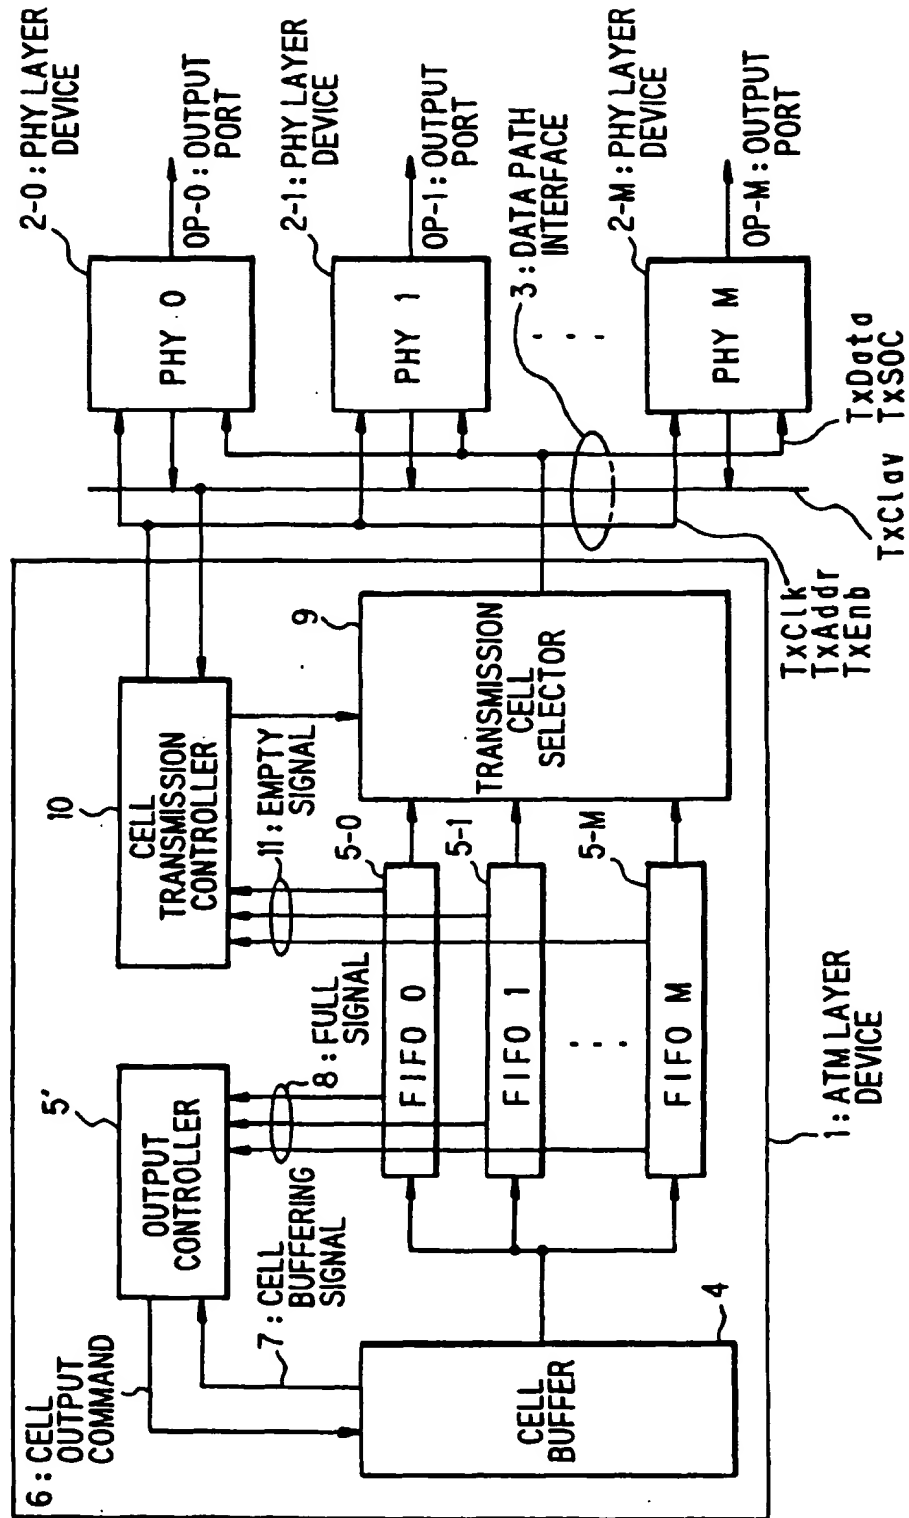 6 : CELL
OUTPUT
COMMAND
5'
OUTPUT
CONTROLLER
7 : CELL
BUFFERING
SIGNAL
8 : FULL
SIGNAL
10
CELL
TRANSMISSION
CONTROLLER
11 : EMPTY
SIGNAL
4
CELL
BUFFER
FIFO 0
5-0
FIFO 1
5-1
FIFO M
5-M
9
TRANSMISSION
CELL
SELECTOR
1 : ATM LAYER
DEVICE
2-0 : PHY LAYER
DEVICE
PHY 0
OP-0 : OUTPUT
PORT
2-1 : PHY LAYER
DEVICE
PHY 1
OP-1 : OUTPUT
PORT
3 : DATA PATH
INTERFACE
2-M : PHY LAYER
DEVICE
PHY M
OP-M : OUTPUT
PORT
TxClk
TxAddr
TxEnb
TxClav
TxData
TxSOC